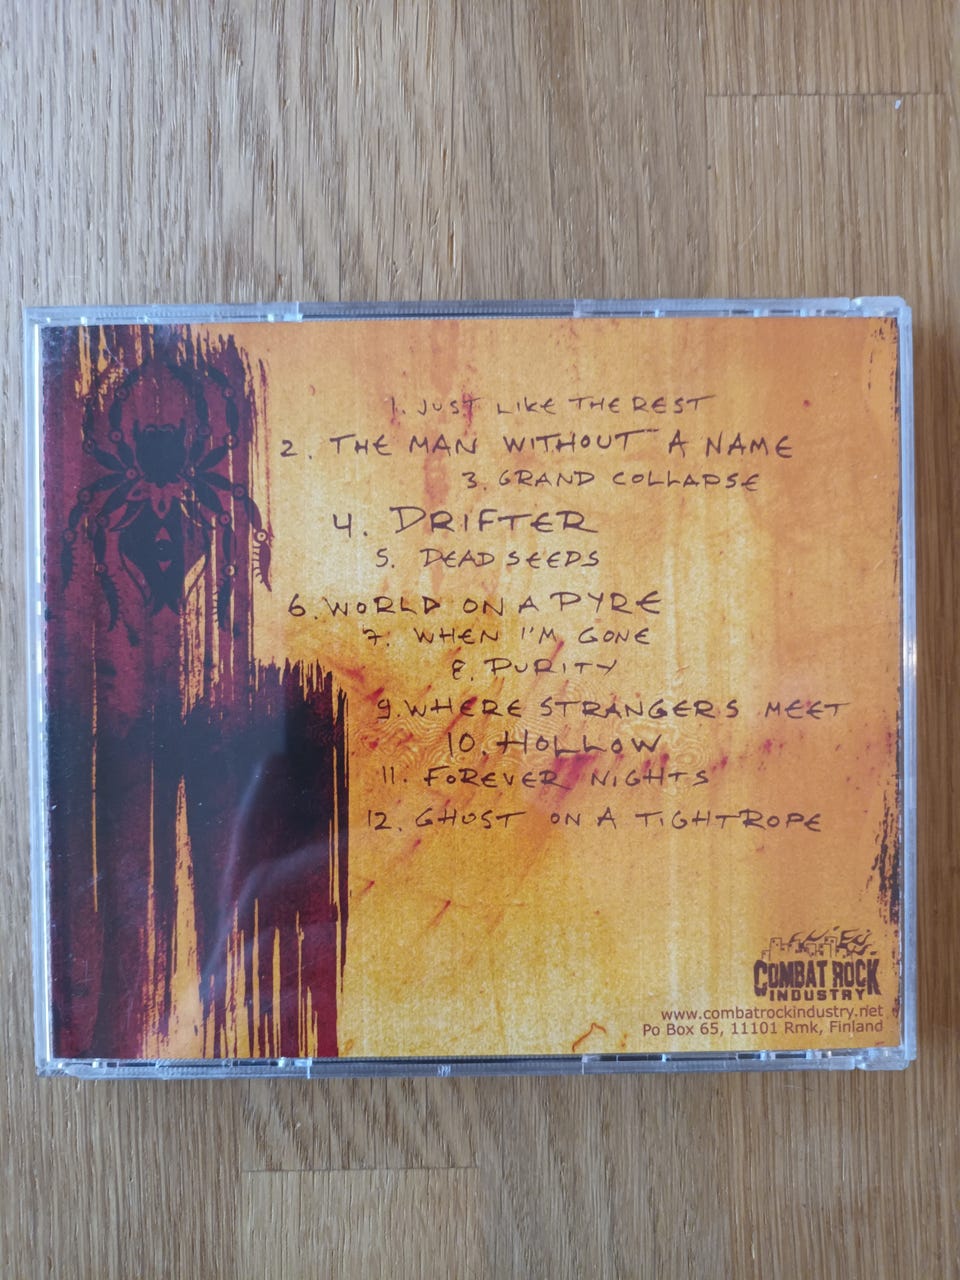 1. JUST LIKE THE REST
2. THE MAN WITHOUT A NAME
3. GRAND COLLAPSE
4. DRIFTER
5. DEAD SEEDS
6. WORLD ON A PYRE
7. WHEN I'M GONE
8. PURITY
9. WHERE STRANGERS MEET
10. HOLLOW
11. FOREVER NIGHTS
12. GHOST ON A TIGHTROPE
COMBAT ROCK
INDUSTRY
www.combatrockindustry.net
Po Box 65, 11101 Rmk, Finland